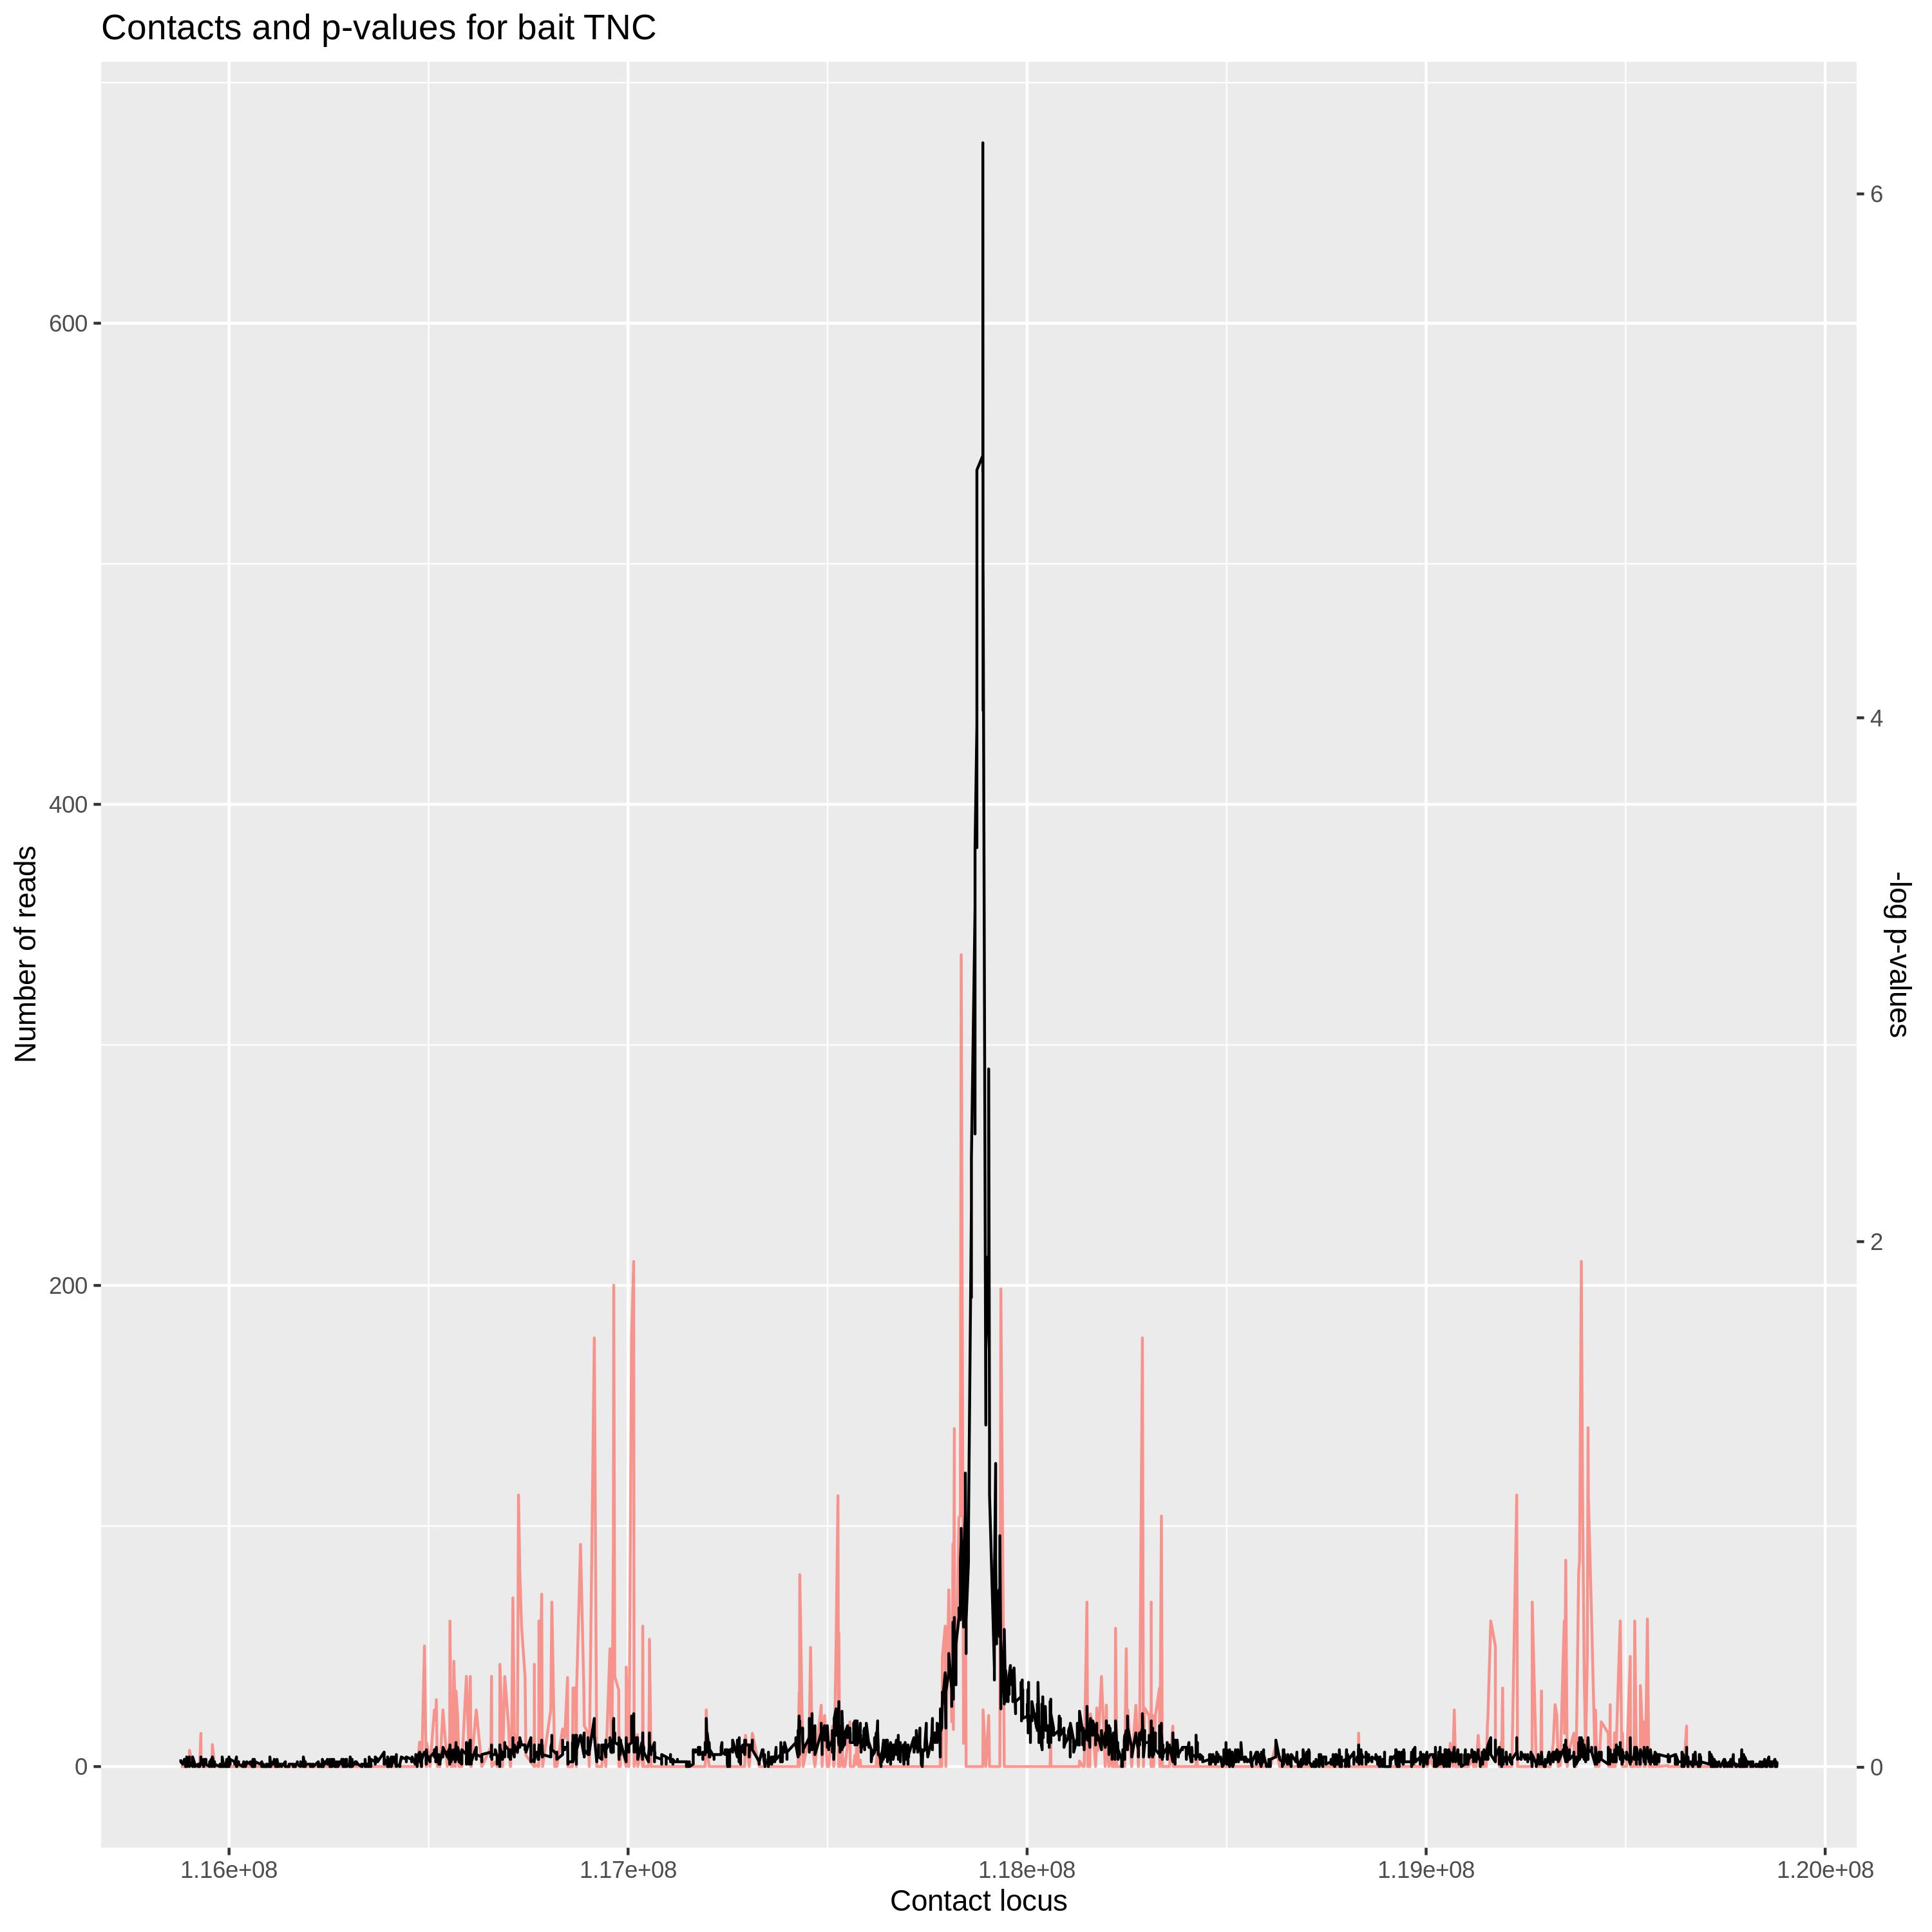 Contacts and p-values for bait TNC
Number of reads
600
400
200
0
6
4
2
0
-log p-values
1.16e+08
1.17e+08
1.18e+08
1.19e+08
1.20e+08
Contact locus